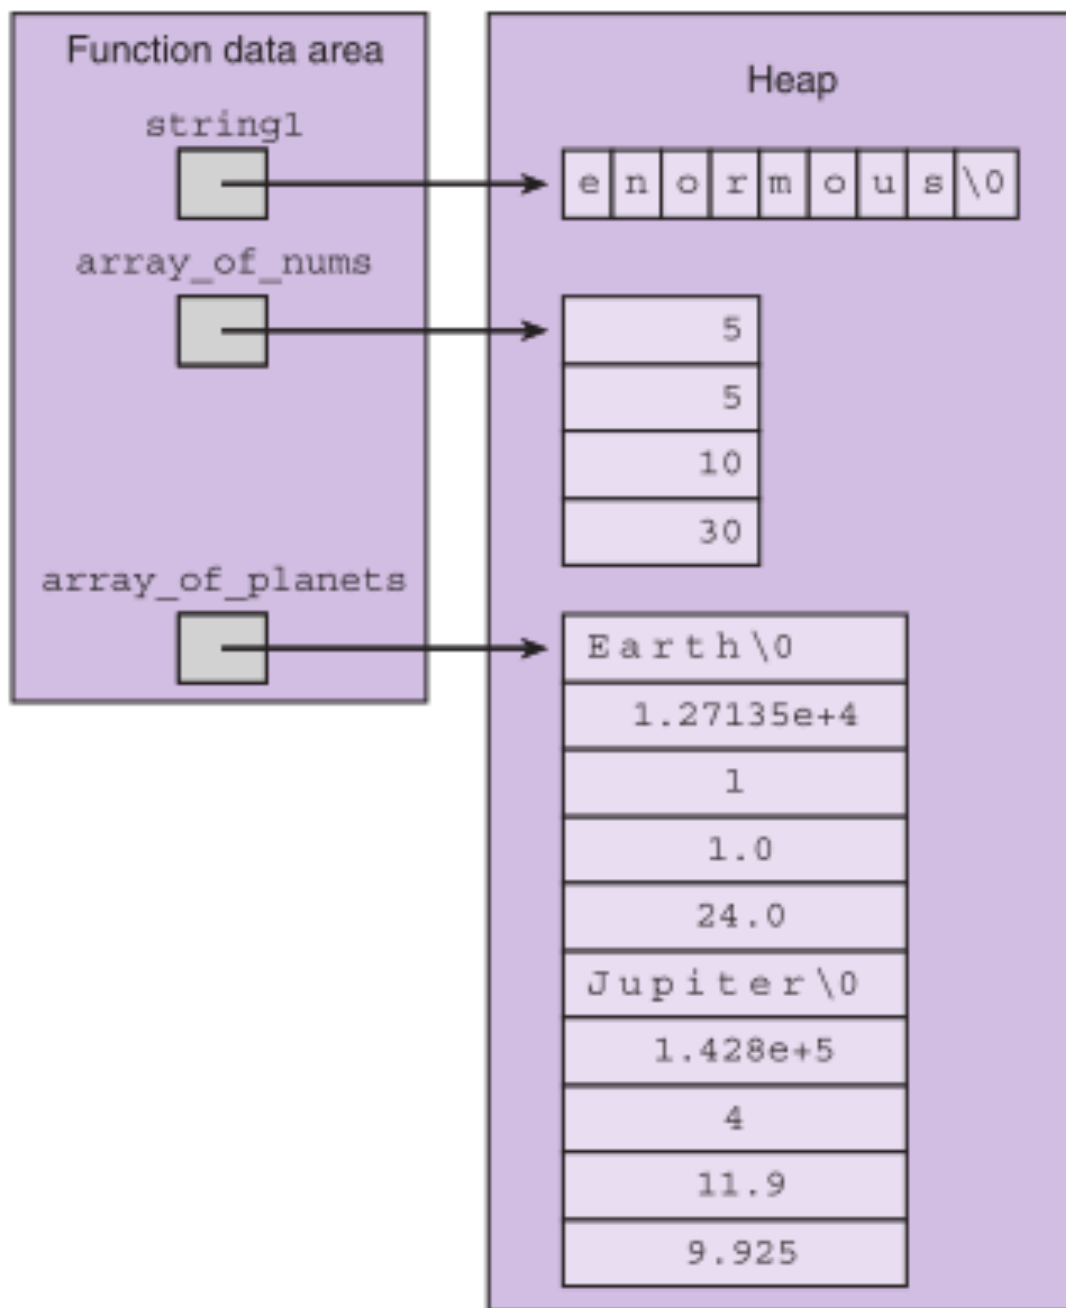 Function data area
string1
array_of_nums
array_of_planets
Heap
e n o r m o u s \0
5
5
10
30
Earth\0
1.27135e+4
1
1.0
24.0
Jupiter\0
1.428e+5
4
11.9
9.925